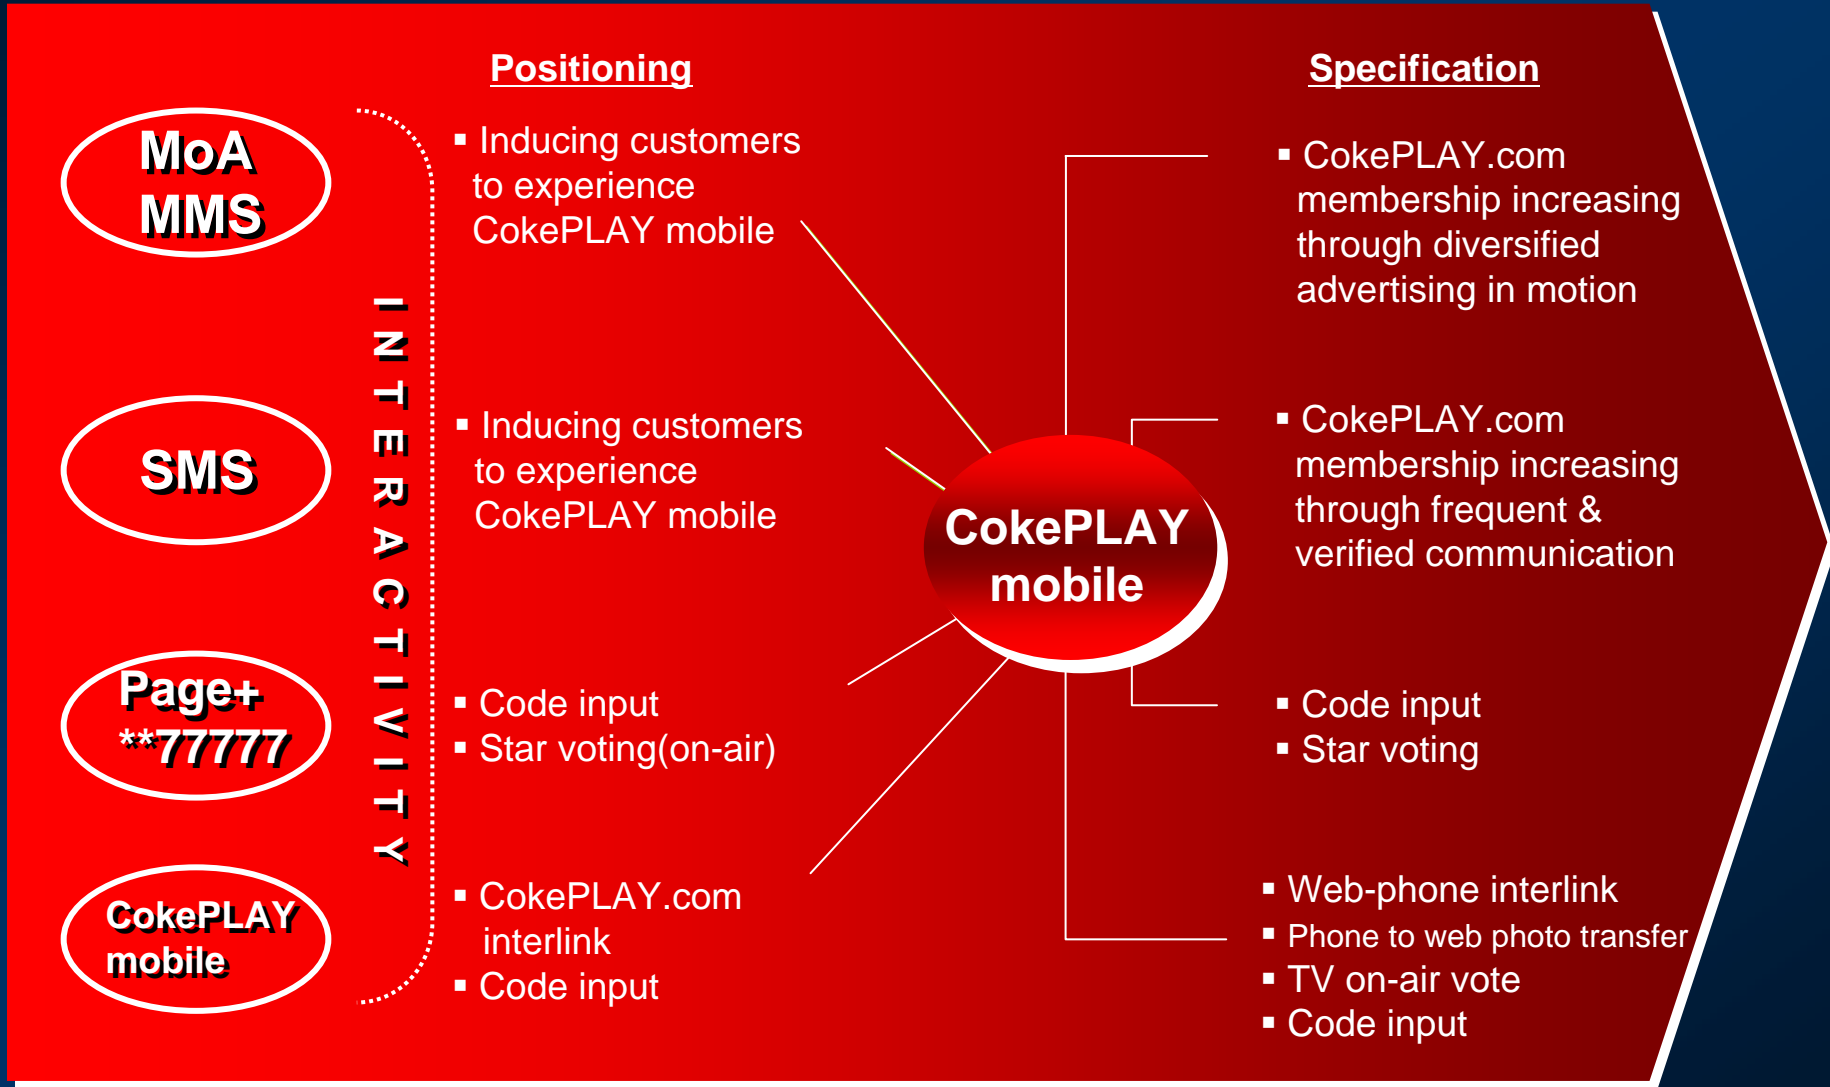 Positioning
Specification
MoA
MMS
▪ Inducing customers
to experience
CokePLAY mobile
▪ CokePLAY.com
membership increasing
through diversified
advertising in motion
INTERACTIVITY
SMS
▪ Inducing customers
to experience
CokePLAY mobile
CokePLAY
mobile
▪ CokePLAY.com
membership increasing
through frequent &
verified communication
Page+
**77777
▪ Code input
▪ Star voting(on-air)
▪ Code input
▪ Star voting
CokePLAY
mobile
▪ CokePLAY.com
interlink
▪ Code input
▪ Web-phone interlink
▪ Phone to web photo transfer
▪ TV on-air vote
▪ Code input